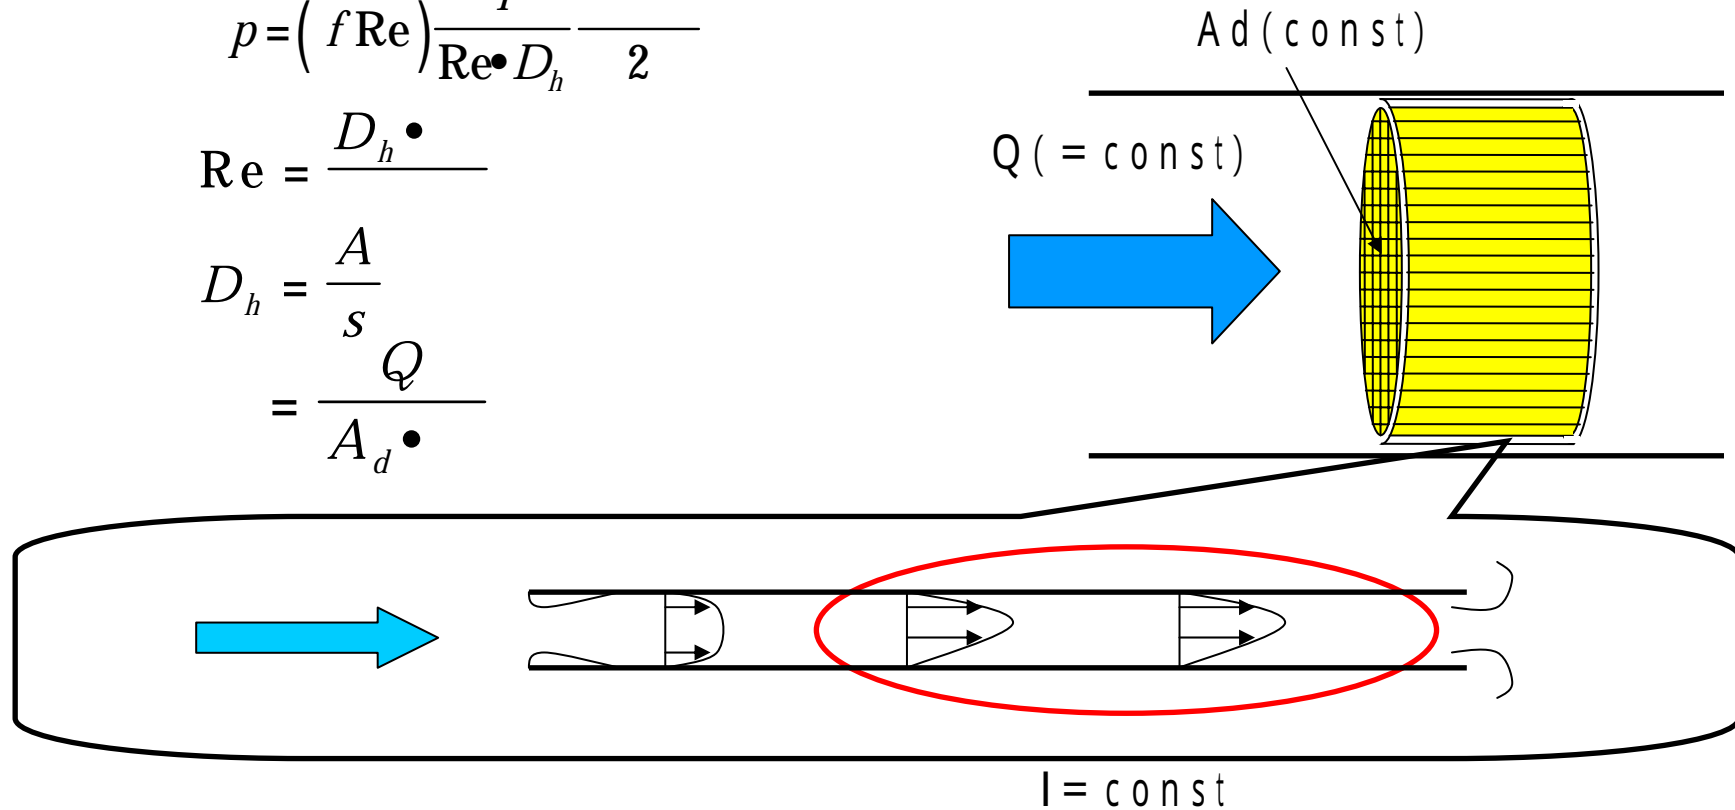 p = ( f Re ) / Re • D_h 2
Re = D_h •
D_h = A / s
= Q / A_d •
Ad(const)
Q(=const)
l=const